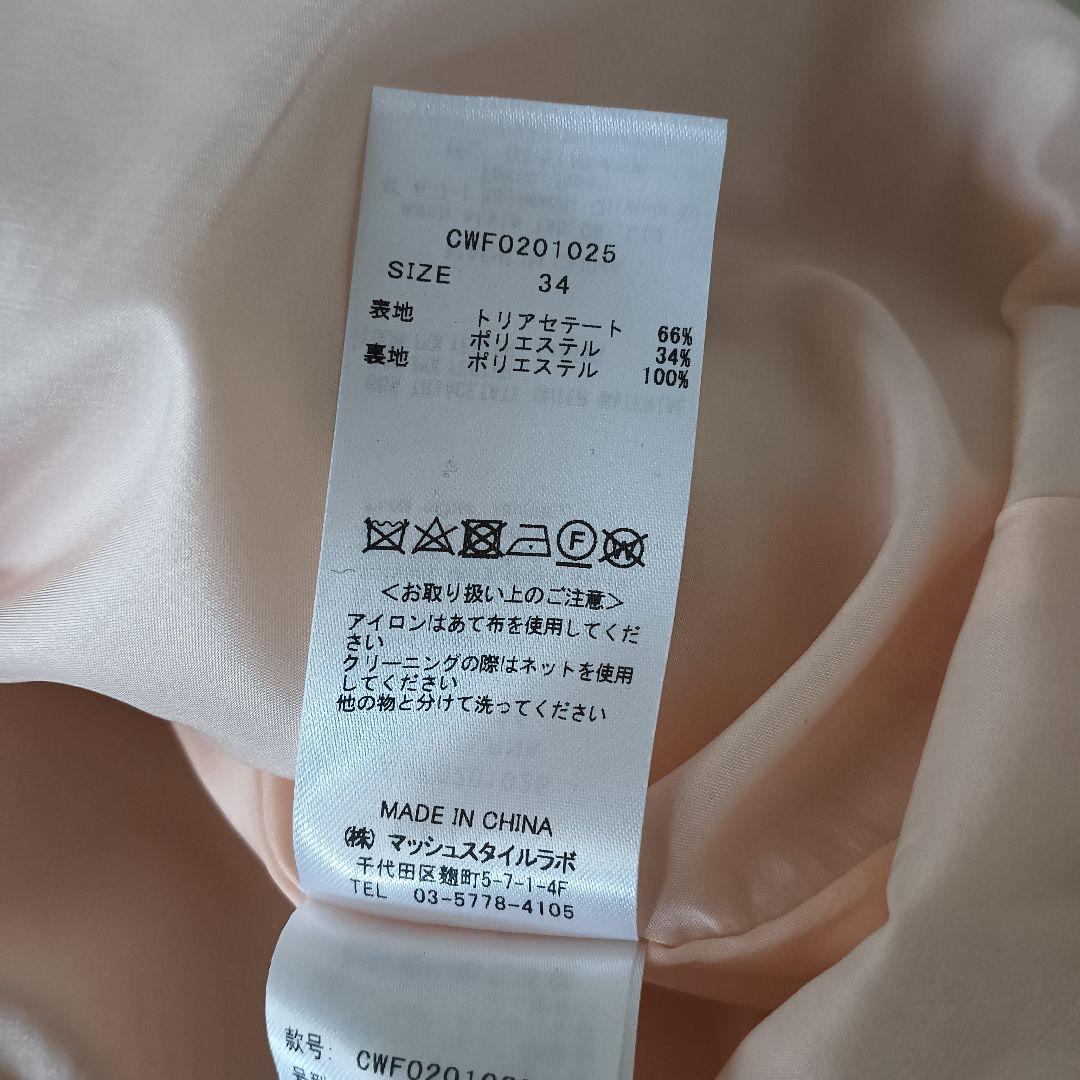 CWF0201025
SIZE 34
表地 トリアセテート 66%
ポリエステル 34%
裏地 ポリエステル 100%
F
W
<お取り扱い上のご注意>
アイロンはあて布を使用してくだ
さい
クリーニングの際はネットを使用
してください
他の物と分けて洗ってください
MADE IN CHINA
(株) マッシュスタイルラボ
千代田区麹町5-7-1-4F
TEL 03-5778-4105
款号: